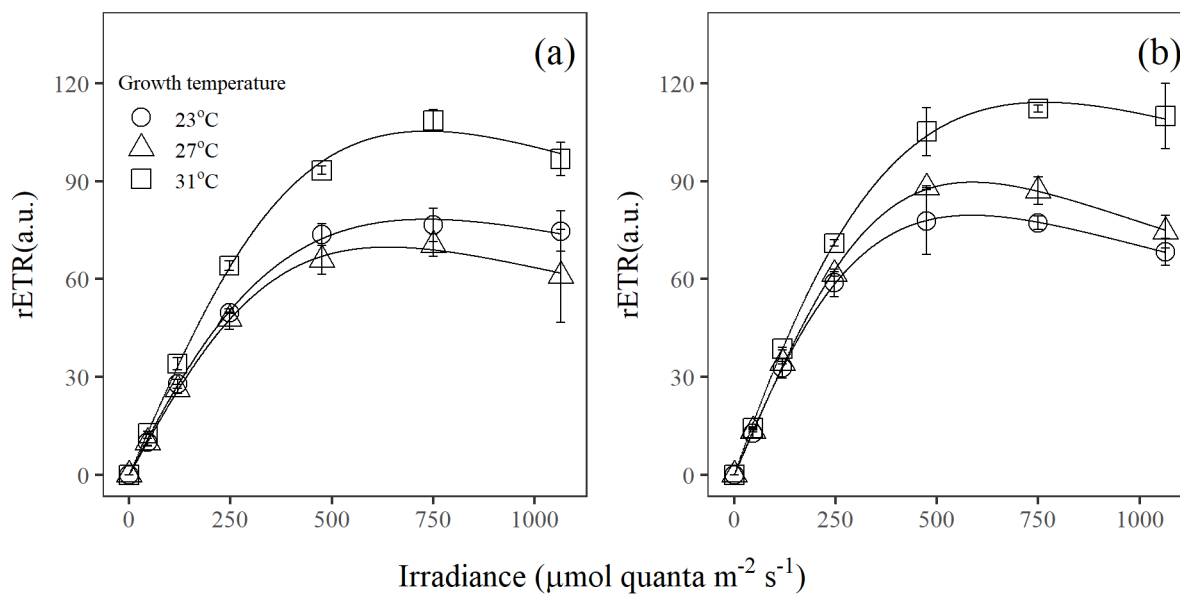 (a)
Growth temperature
23°C
27°C
31°C
rETR(a.u.)
120
90
60
30
0
0 250 500 750 1000
(b)
rETR(a.u.)
120
90
60
30
0
0 250 500 750 1000
Irradiance (μmol quanta m⁻² s⁻¹)